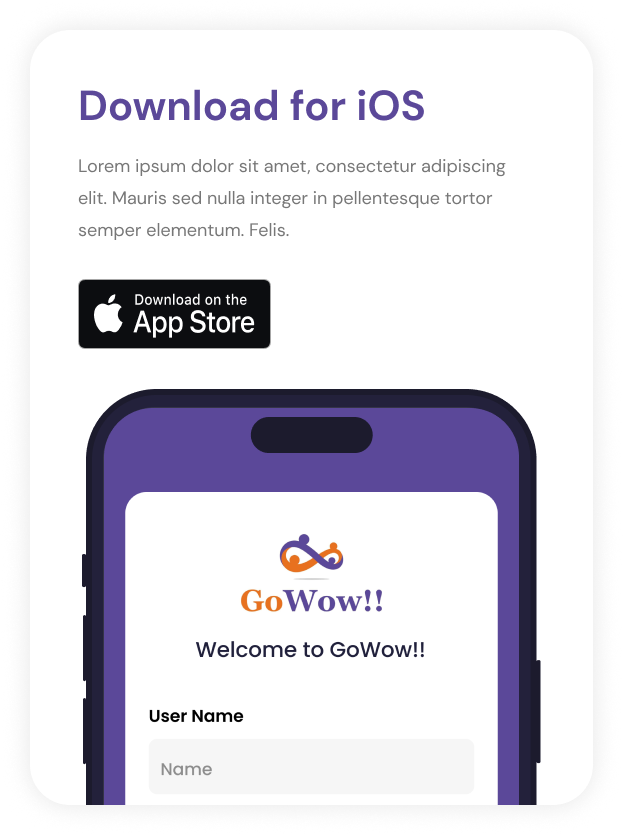 Download for iOS
Lorem ipsum dolor sit amet, consectetur adipiscing
elit. Mauris sed nulla integer in pellentesque tortor
semper elementum. Felis.
Download on the
App Store
GoWow!!
Welcome to GoWow!!
User Name
Name